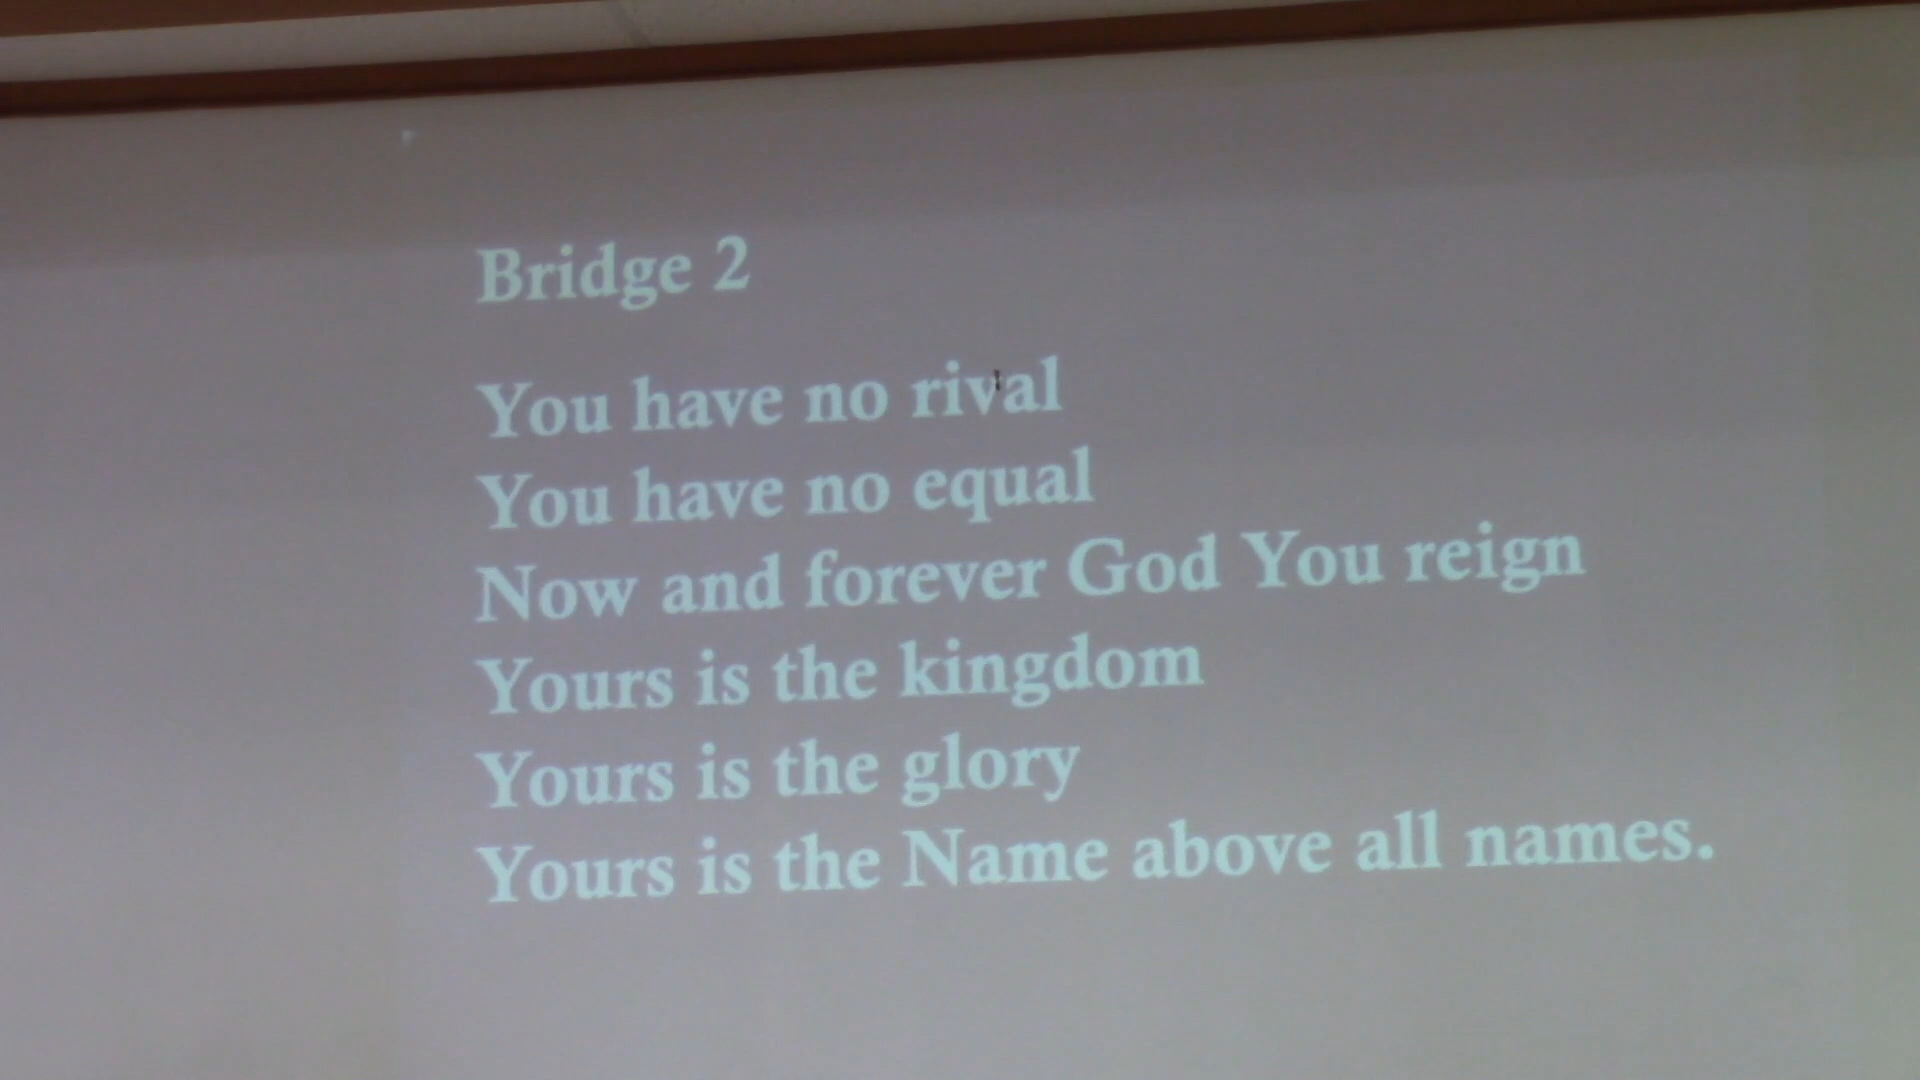 Bridge 2
You have no rival
You have no equal
Now and forever God You reign
Yours is the kingdom
Yours is the glory
Yours is the Name above all names.